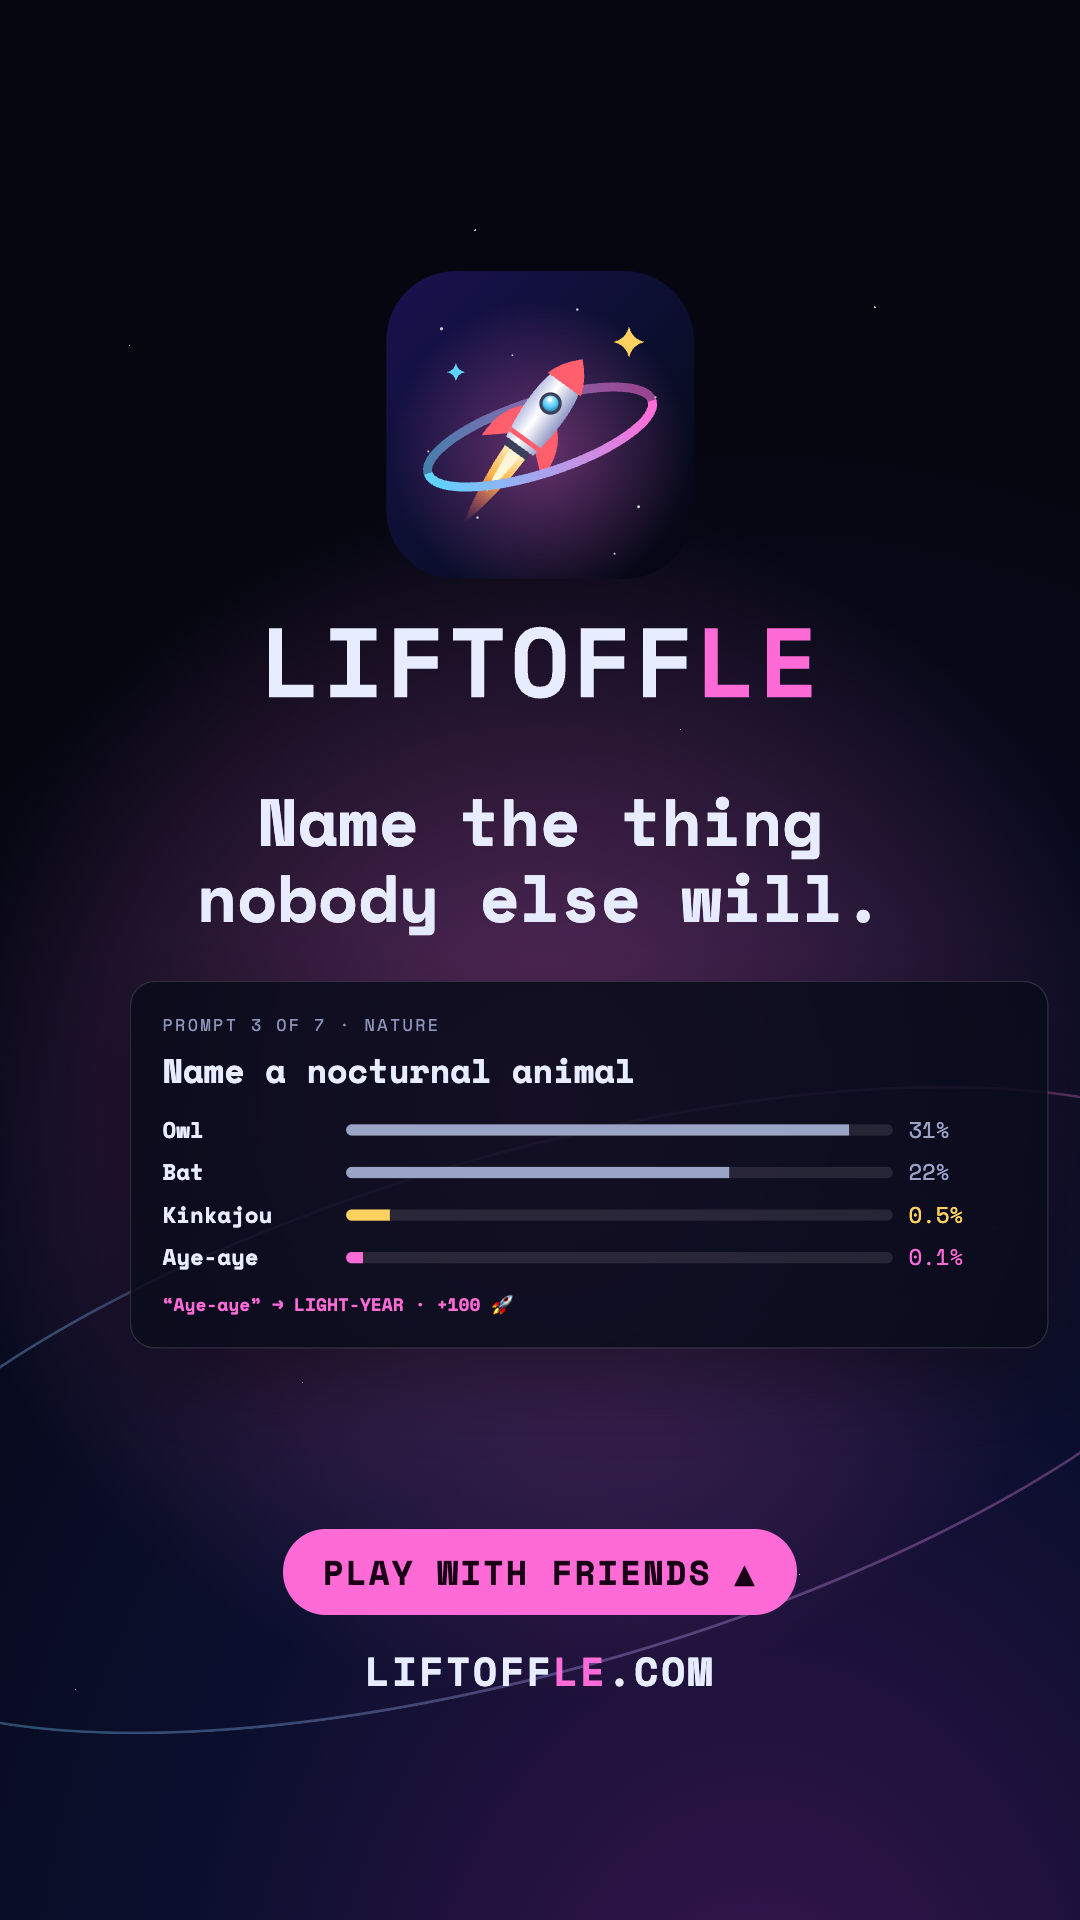 LIFTOFFLE
Name the thing
nobody else will.
PROMPT 3 OF 7 · NATURE
Name a nocturnal animal
Owl 31%
Bat 22%
Kinkajou 0.5%
Aye-aye 0.1%
“Aye-aye” → LIGHT-YEAR · +100 🚀
PLAY WITH FRIENDS ▲
LIFTOFFLE.COM